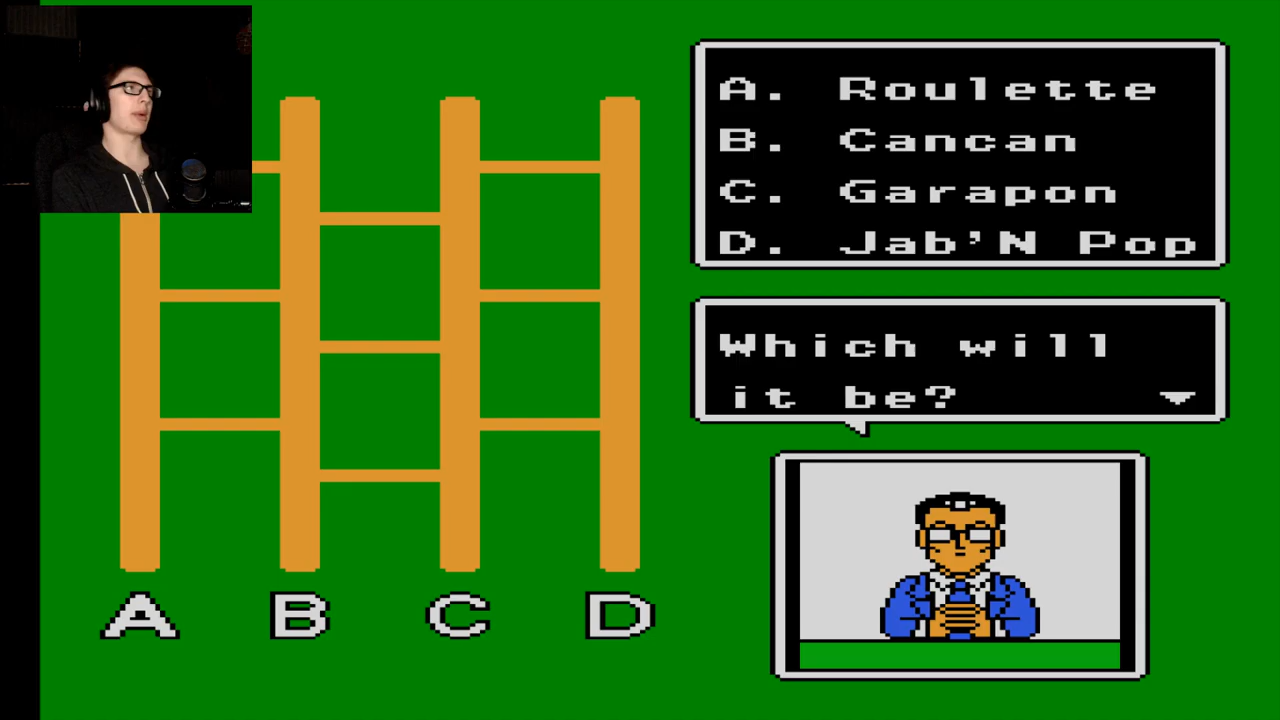 A. Roulette
B. Cancan
C. Garapon
D. Jab'N Pop
Which will
it be?
A B C D